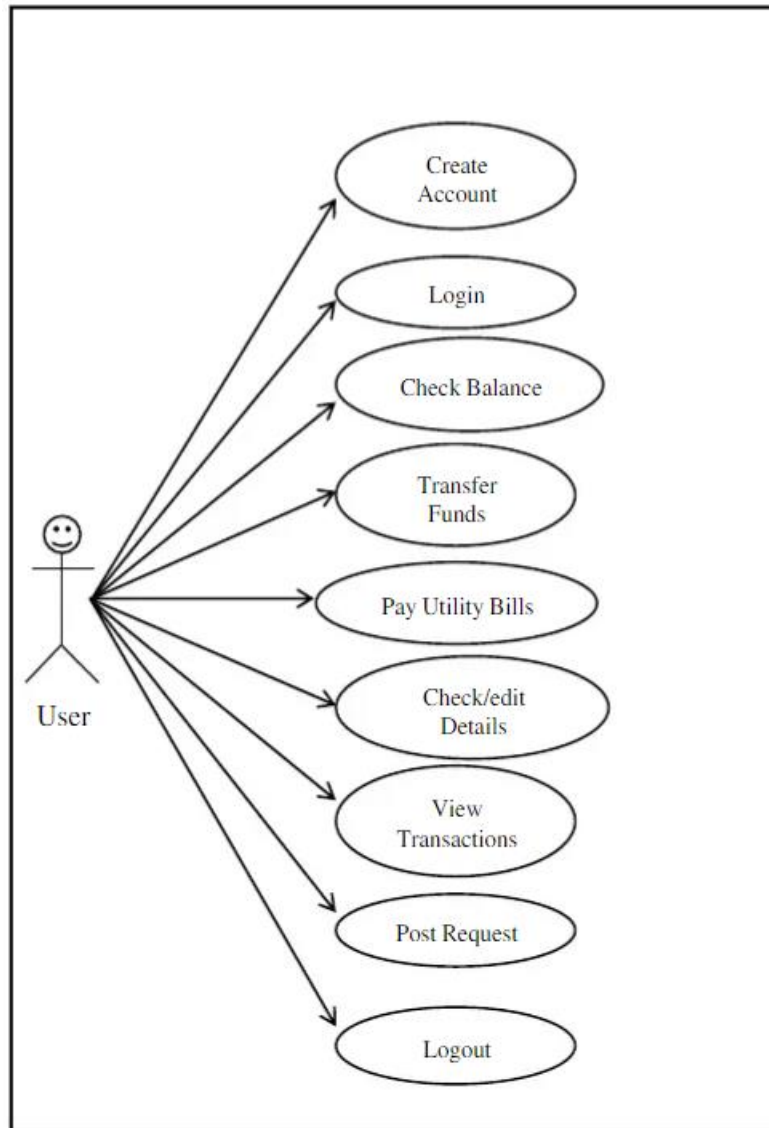 Create
Account
Login
Check Balance
Transfer
Funds
Pay Utility Bills
Check/edit
Details
User
View
Transactions
Post Request
Logout